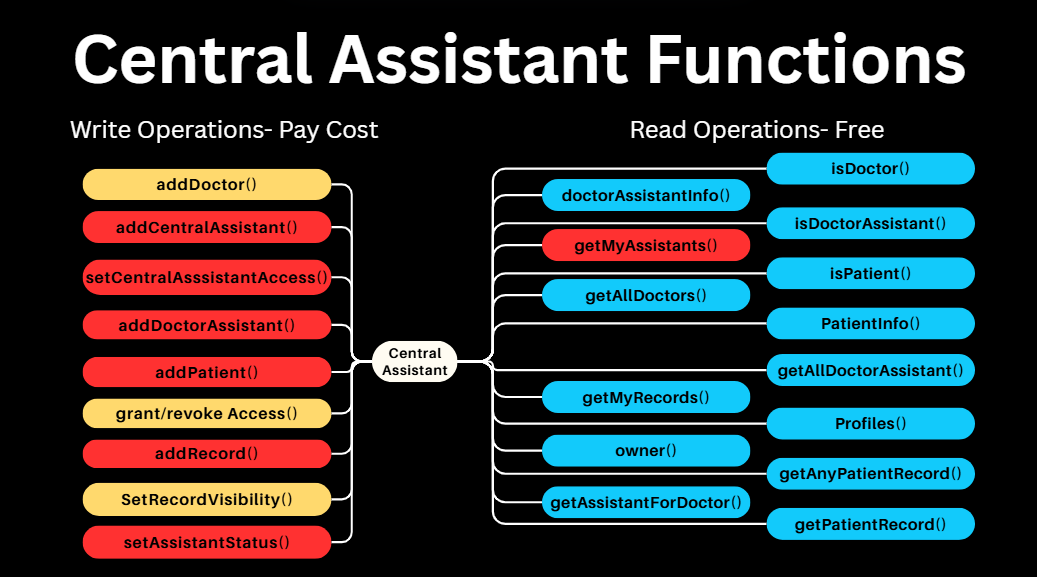 Central Assistant Functions
Write Operations- Pay Cost
addDoctor()
addCentralAssistant()
setCentralAsssistantAccess()
addDoctorAssistant()
addPatient()
grant/revoke Access()
addRecord()
SetRecordVisibility()
setAssistantStatus()
Central
Assistant
Read Operations- Free
isDoctor()
doctorAssistantInfo()
isDoctorAssistant()
getMyAssistants()
isPatient()
getAllDoctors()
PatientInfo()
getAllDoctorAssistant()
getMyRecords()
Profiles()
owner()
getAnyPatientRecord()
getAssistantForDoctor()
getPatientRecord()